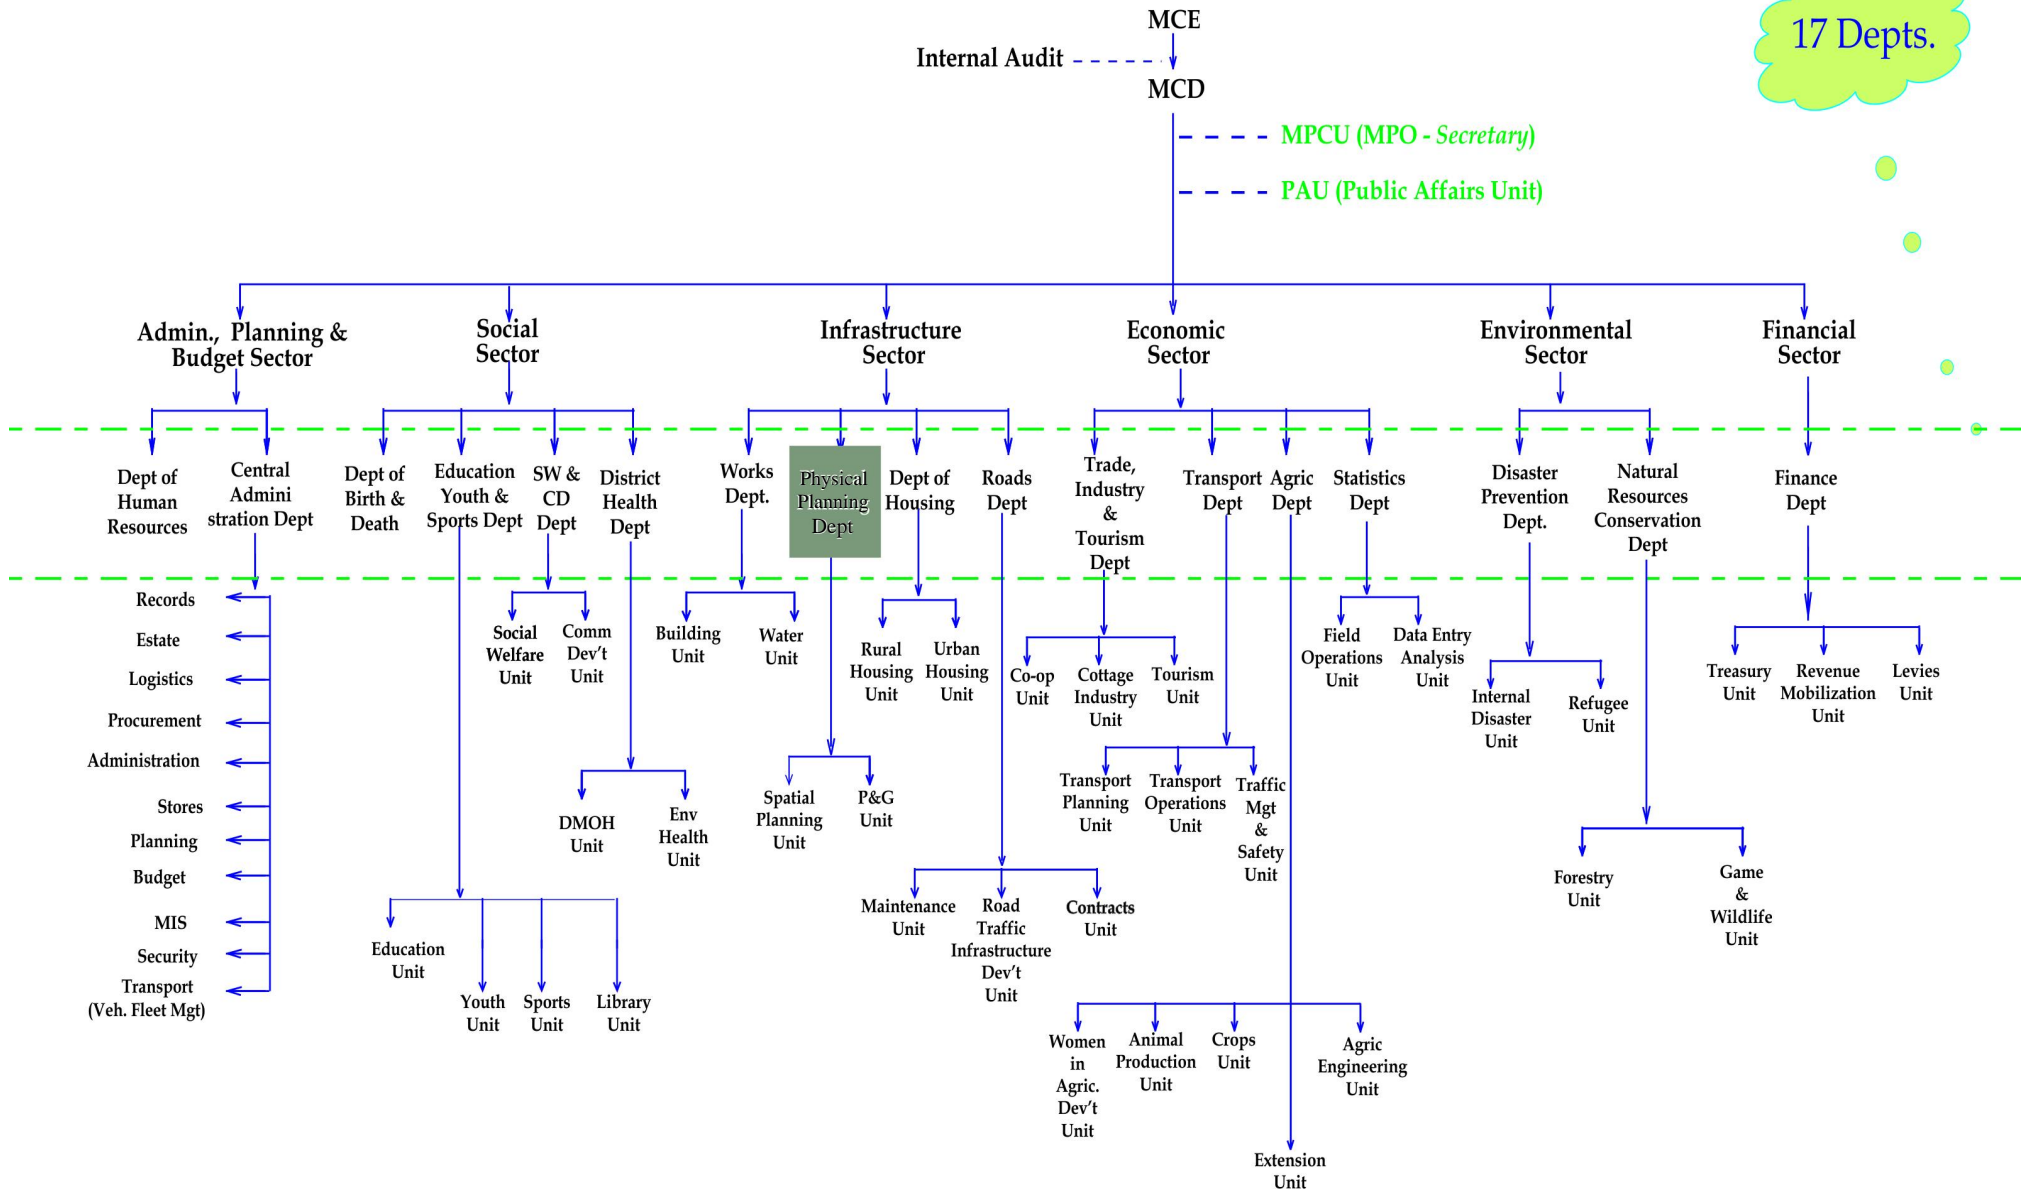 MCE
17 Depts.
Internal Audit
MCD
MPCU (MPO - Secretary)
PAU (Public Affairs Unit)
Admin., Planning &
Budget Sector
Social
Sector
Infrastructure
Sector
Economic
Sector
Environmental
Sector
Financial
Sector
Dept of
Human
Resources
Central
Admini
stration Dept
Dept of
Birth &
Death
Education
Youth &
Sports Dept
SW &
CD
Dept
District
Health
Dept
Works
Dept.
Physical
Planning
Dept
Dept of
Housing
Roads
Dept
Trade,
Industry
&
Tourism
Dept
Transport
Dept
Agric
Dept
Statistics
Dept
Disaster
Prevention
Dept.
Natural
Resources
Conservation
Dept
Finance
Dept
Records
Estate
Logistics
Procurement
Administration
Stores
Planning
Budget
MIS
Security
Transport
(Veh. Fleet Mgt)
Social
Welfare
Unit
Comm
Dev't
Unit
Building
Unit
Water
Unit
Rural
Housing
Unit
Urban
Housing
Unit
Co-op
Unit
Cottage
Industry
Unit
Tourism
Unit
Field
Operations
Unit
Data Entry
Analysis
Unit
Internal
Disaster
Unit
Refugee
Unit
Treasury
Unit
Revenue
Mobilization
Unit
Levies
Unit
DMOH
Unit
Env
Health
Unit
Spatial
Planning
Unit
P&G
Unit
Transport
Planning
Unit
Transport
Operations
Unit
Traffic
Mgt
&
Safety
Unit
Education
Unit
Youth
Unit
Sports
Unit
Library
Unit
Maintenance
Unit
Road
Traffic
Infrastructure
Dev't
Unit
Contracts
Unit
Forestry
Unit
Game
&
Wildlife
Unit
Women
in
Agric.
Dev't
Unit
Animal
Production
Unit
Crops
Unit
Agric
Engineering
Unit
Extension
Unit